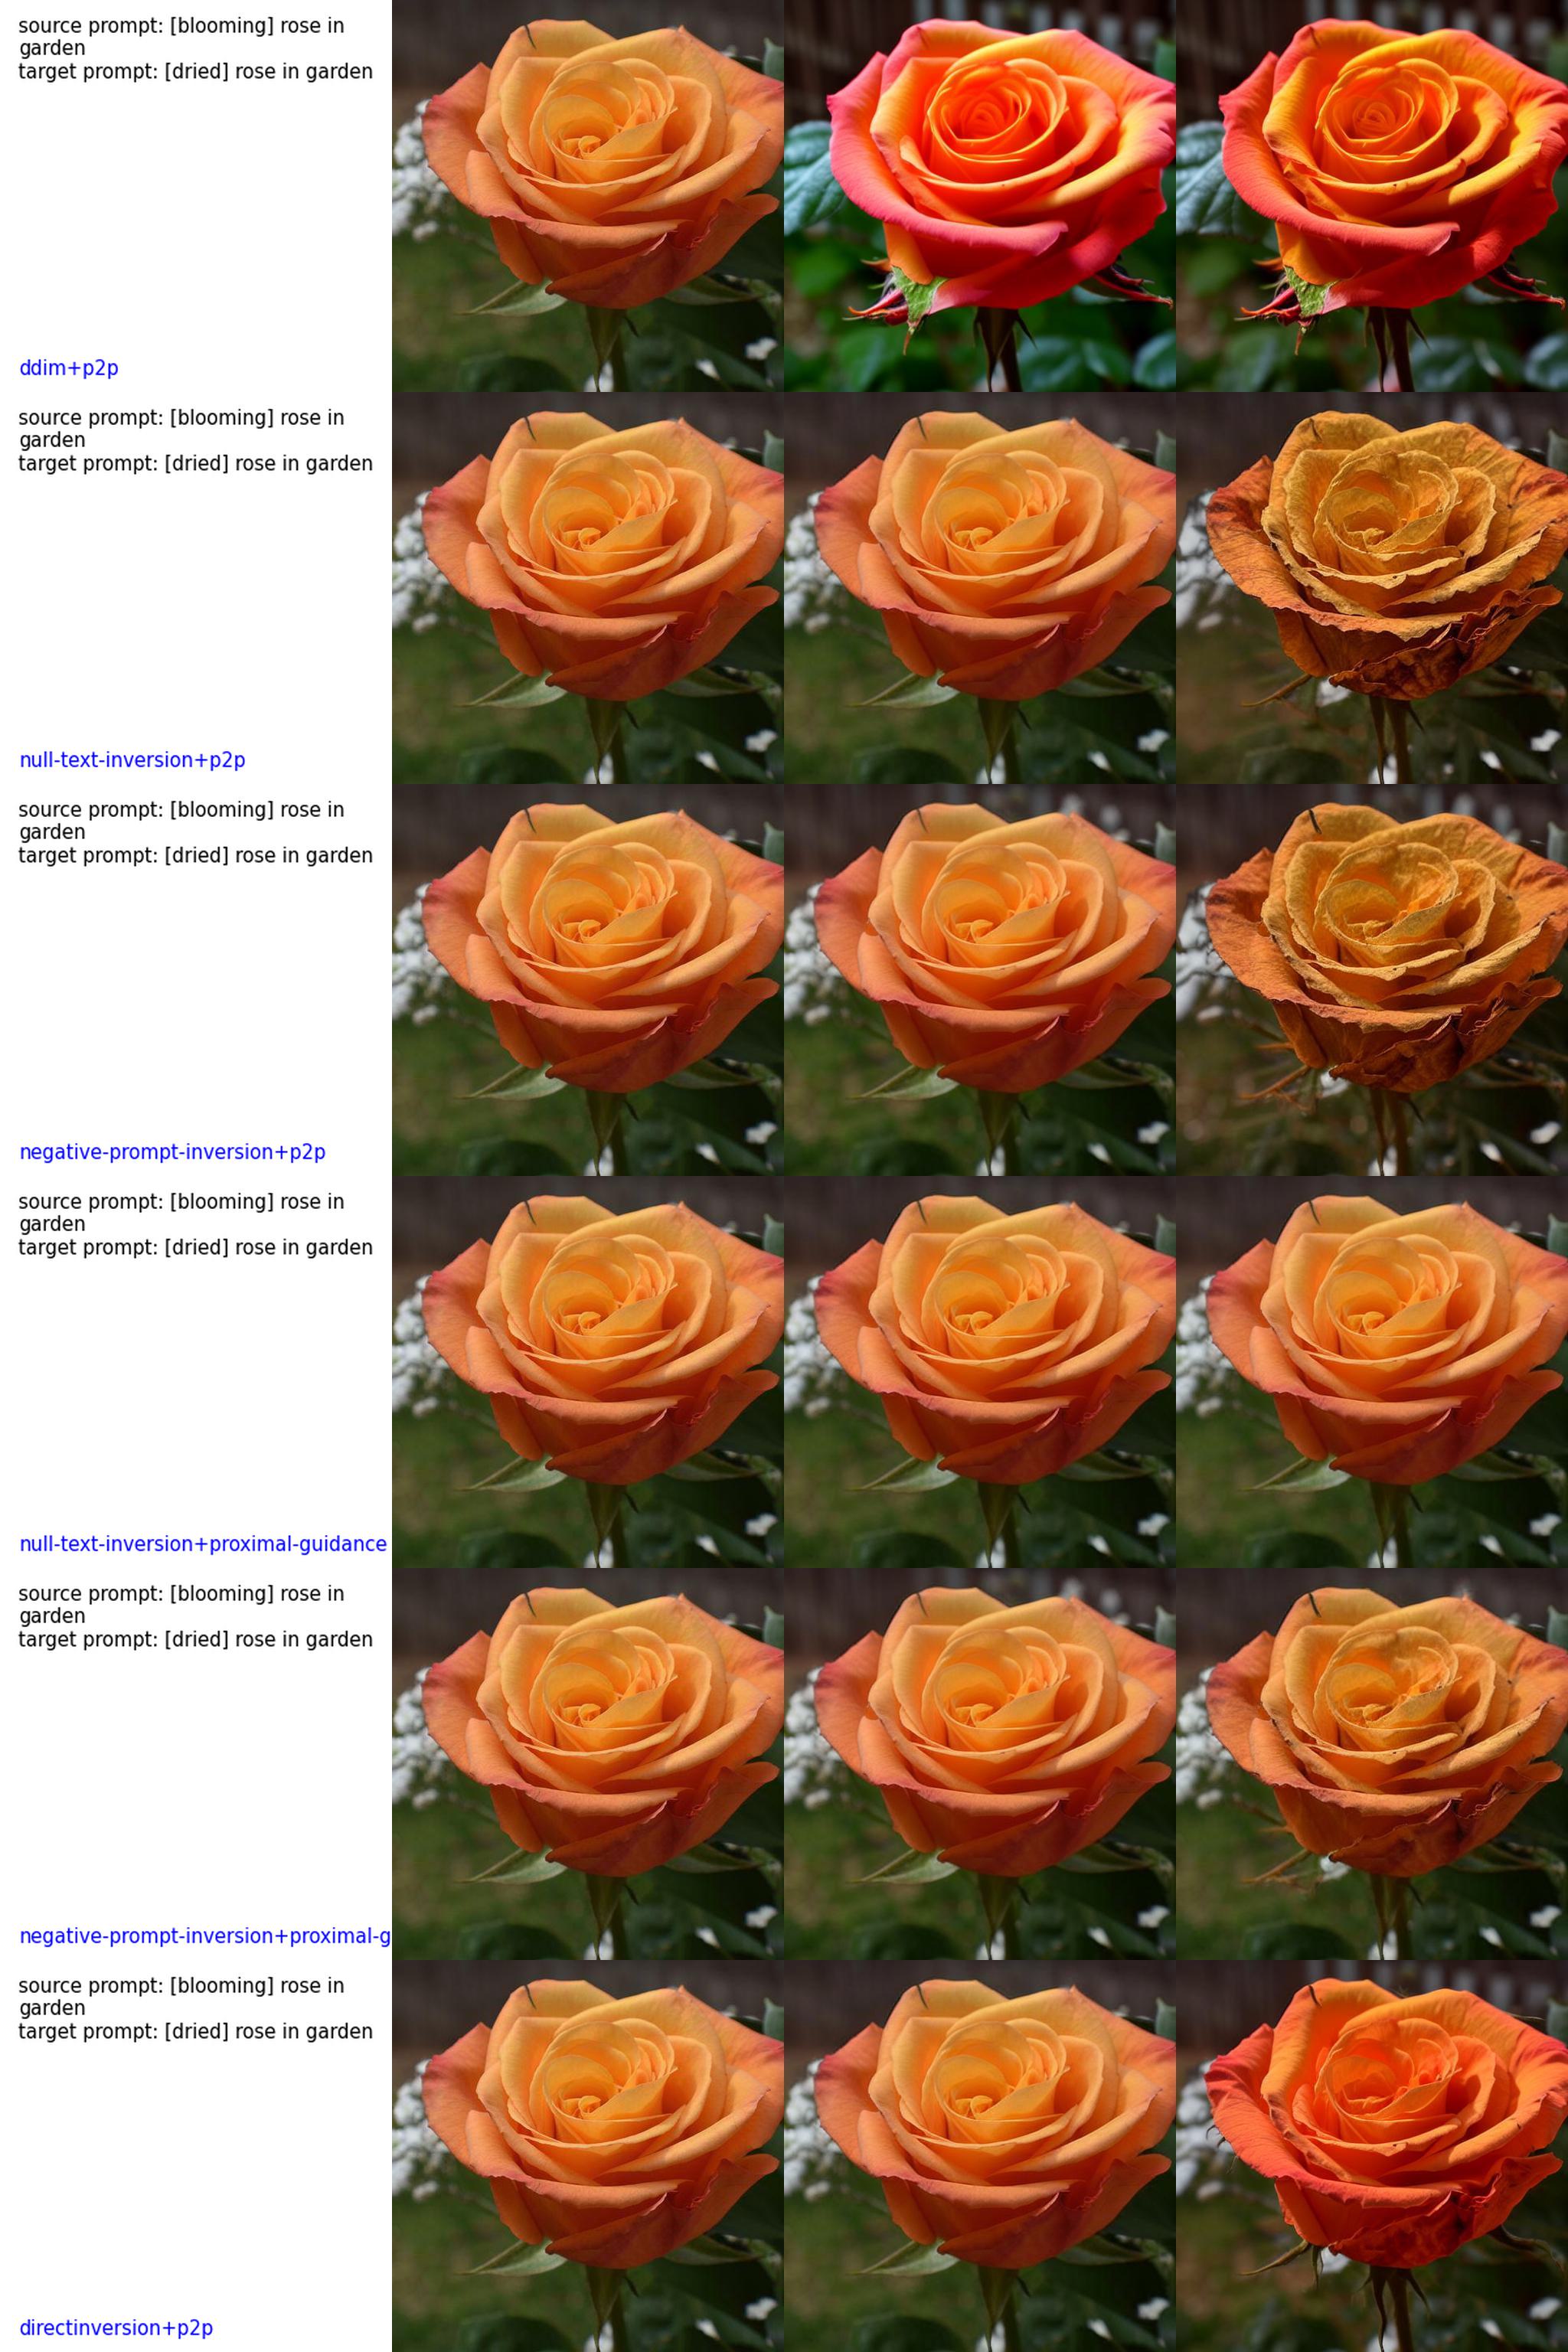 source prompt: [blooming] rose in
garden
target prompt: [dried] rose in garden
ddim+p2p
source prompt: [blooming] rose in
garden
target prompt: [dried] rose in garden
null-text-inversion+p2p
source prompt: [blooming] rose in
garden
target prompt: [dried] rose in garden
negative-prompt-inversion+p2p
source prompt: [blooming] rose in
garden
target prompt: [dried] rose in garden
null-text-inversion+proximal-guidance
source prompt: [blooming] rose in
garden
target prompt: [dried] rose in garden
negative-prompt-inversion+proximal-g
source prompt: [blooming] rose in
garden
target prompt: [dried] rose in garden
directinversion+p2p